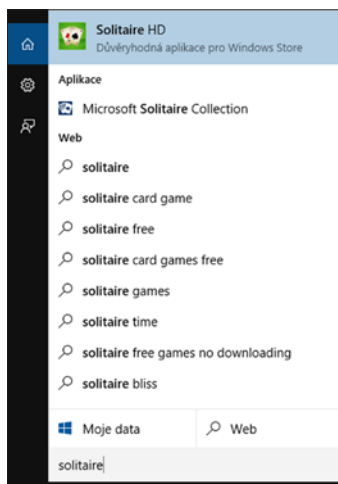 Solitaire HD
Důvěryhodná aplikace pro Windows Store
Aplikace
Microsoft Solitaire Collection
Web
solitaire
solitaire card game
solitaire free
solitaire card games free
solitaire games
solitaire time
solitaire free games no downloading
solitaire bliss
Moje data Web
solitaire